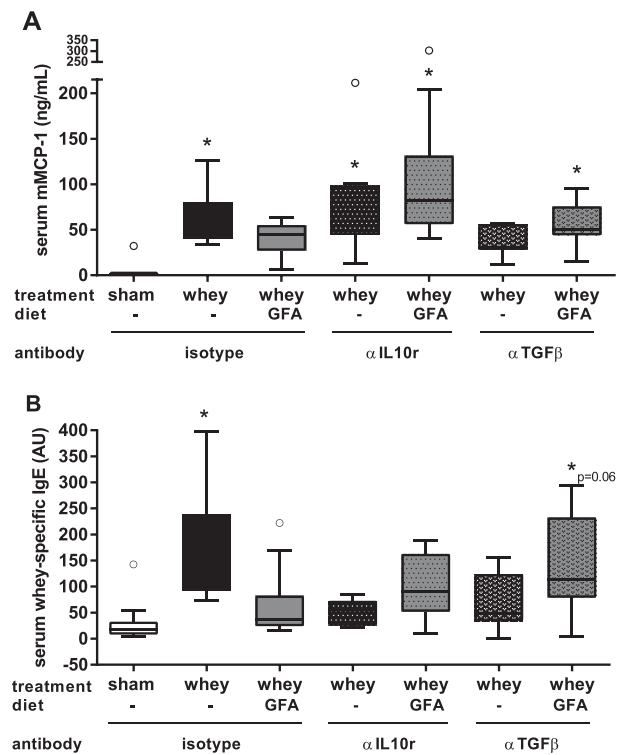 A
serum mMCP-1 (ng/mL)
350
300
250
200
150
100
50
0
* * * *
treatment sham whey whey whey whey whey whey
diet - - GFA - GFA - GFA
antibody isotype αIL10r αTGFβ
B
serum whey-specific IgE (AU)
400
350
300
250
200
150
100
50
0
-50
* *
p=0.06
treatment sham whey whey whey whey whey whey
diet - - GFA - GFA - GFA
antibody isotype αIL10r αTGFβ